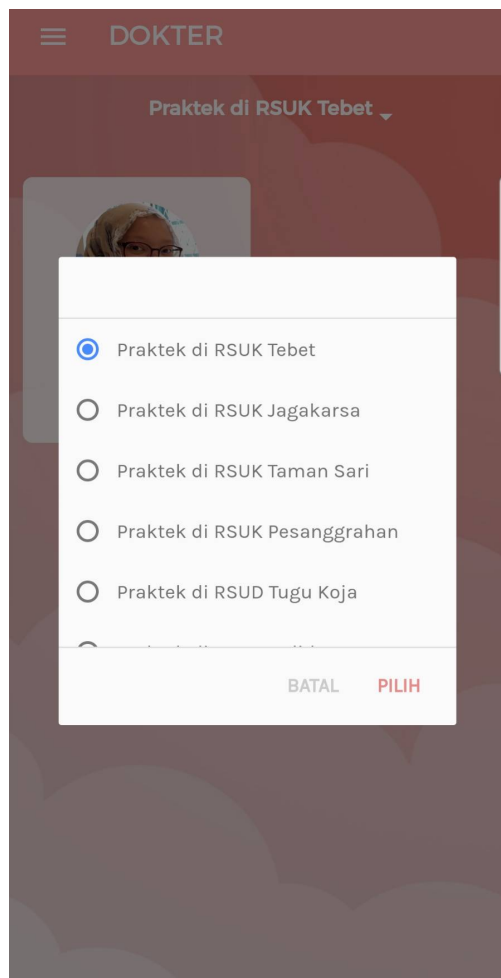 DOKTER
Praktek di RSUK Tebet
Praktek di RSUK Tebet
Praktek di RSUK Jagakarsa
Praktek di RSUK Taman Sari
Praktek di RSUK Pesanggrahan
Praktek di RSUD Tugu Koja
BATAL PILIH